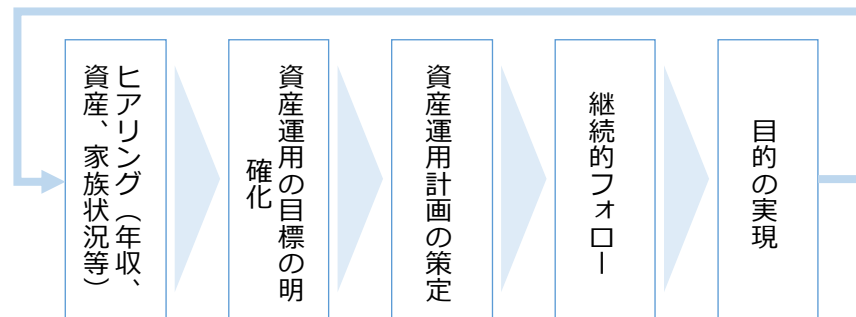 ヒアリング（年収、
資産、家族状況等）
資産運用の目標の明
確化
資産運用計画の策定
継続的フォロー
目的の実現